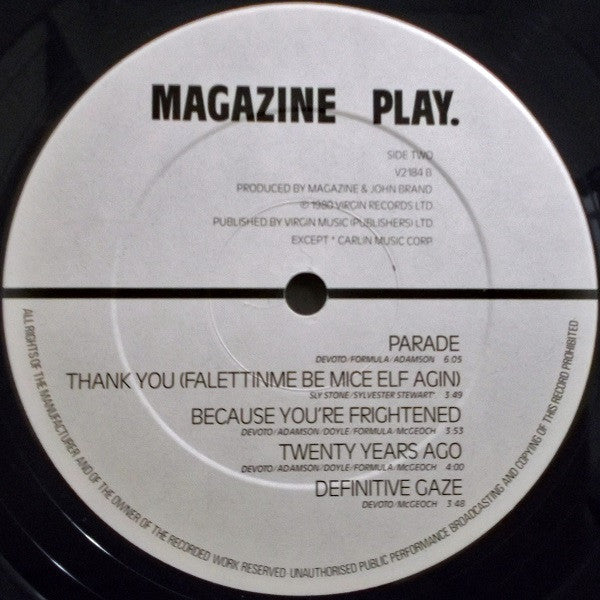 MAGAZINE PLAY.
SIDE TWO
V2184 B
PRODUCED BY MAGAZINE & JOHN BRAND
℗ 1980 VIRGIN RECORDS LTD.
PUBLISHED BY VIRGIN MUSIC (PUBLISHERS) LTD.
EXCEPT * CARLIN MUSIC CORP
PARADE
DEVOTO/FORMULA/ADAMSON 6:05
THANK YOU (FALETTINME BE MICE ELF AGIN)
SLY STONE/SYLVESTER STEWART* 3:49
BECAUSE YOU'RE FRIGHTENED
DEVOTO/ADAMSON/DOYLE/FORMULA/McGEOCH 3:53
TWENTY YEARS AGO
DEVOTO/ADAMSON/DOYLE/FORMULA/McGEOCH 4:00
DEFINITIVE GAZE
DEVOTO/McGEOCH 3:48
ALL RIGHTS OF THE MANUFACTURER AND OF THE OWNER OF THE RECORDED WORK RESERVED · UNAUTHORISED PUBLIC PERFORMANCE BROADCASTING AND COPYING OF THIS RECORD PROHIBITED